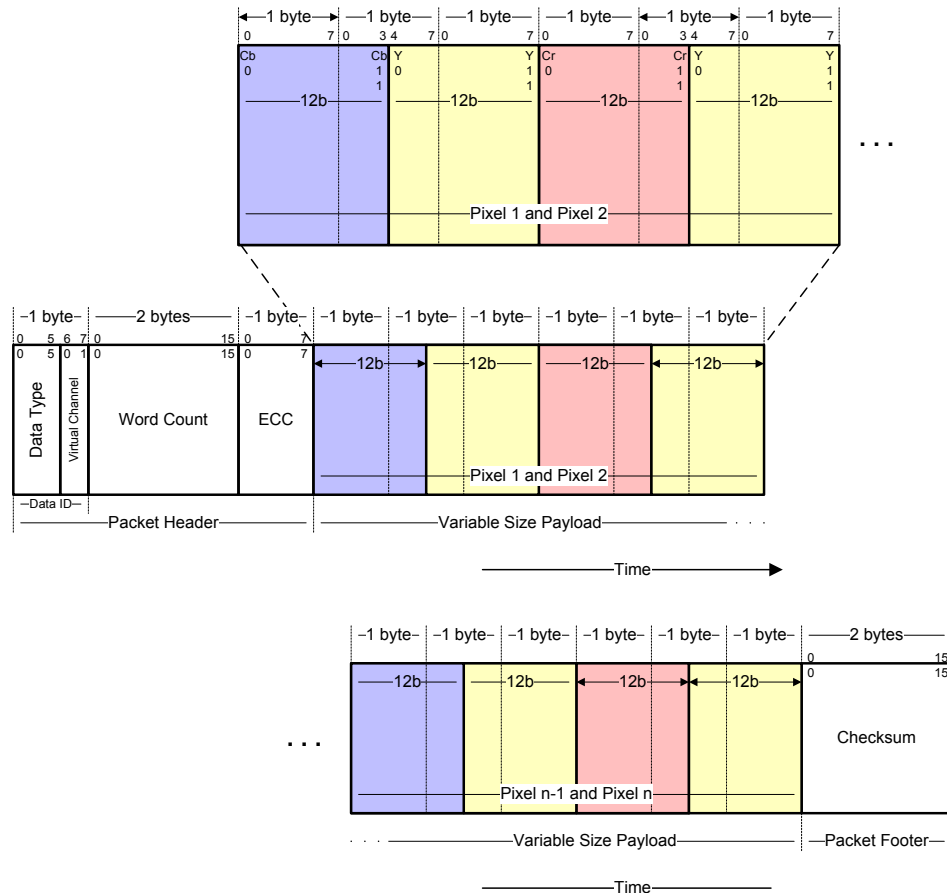 1 byte 1 byte 1 byte 1 byte 1 byte 1 byte
0 7 0 3 4 7 0 7 0 7 0 3 4 7 0 7
Cb Cb Y Y Cr Cr Y Y
0 1 0 1 0 1 0 1
1 1 1 1
12b 12b 12b 12b
. . .
Pixel 1 and Pixel 2
1 byte 2 bytes 1 byte 1 byte 1 byte 1 byte 1 byte 1 byte 1 byte
0 5 6 7 0 15 0 7
0 5 0 1 0 15 0 7
12b 12b 12b 12b
Data Type
Virtual Channel
Word Count
ECC
Pixel 1 and Pixel 2
Data ID
Packet Header Variable Size Payload . . .
Time
1 byte 1 byte 1 byte 1 byte 1 byte 1 byte 2 bytes
0 15
0 15
12b 12b 12b 12b
Checksum
. . .
Pixel n-1 and Pixel n
. . . Variable Size Payload Packet Footer
Time